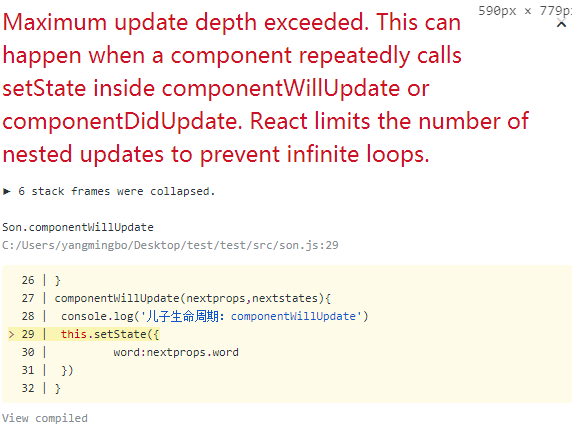 590px × 779p
Maximum update depth exceeded. This can
happen when a component repeatedly calls
setState inside componentWillUpdate or
componentDidUpdate. React limits the number of
nested updates to prevent infinite loops.
▶ 6 stack frames were collapsed.
Son.componentWillUpdate
C:/Users/yangmingbo/Desktop/test/test/src/son.js:29
26 | }
27 | componentWillUpdate(nextprops,nextstates){
28 |  console.log('儿子生命周期: componentWillUpdate')
> 29 |  this.setState({
30 |          word:nextprops.word
31 |  })
32 | }
View compiled